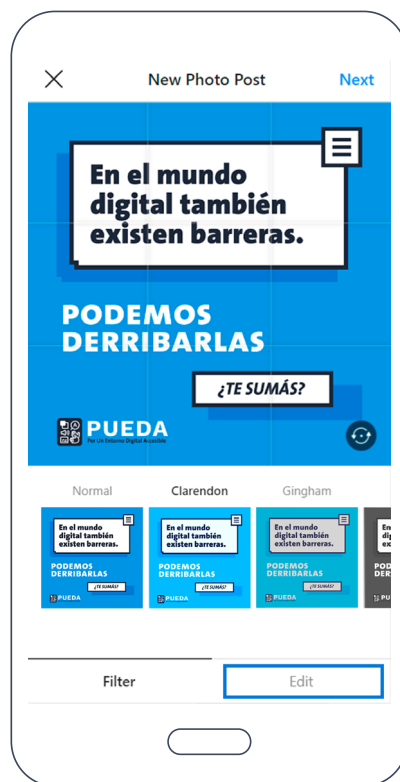 New Photo Post
Next
En el mundo
digital también
existen barreras.
PODEMOS
DERRIBARLAS
¿TE SUMÁS?
PUEDA
Por Un Entorno Digital Accesible
Normal
Clarendon
Gingham
En el mundo
digital también
existen barreras.
PODEMOS
DERRIBARLAS
¿TE SUMÁS?
PUEDA
En el mundo
digital también
existen barreras.
PODEMOS
DERRIBARLAS
¿TE SUMÁS?
PUEDA
En el mundo
digital también
existen barreras.
PODEMOS
DERRIBARLAS
¿TE SUMÁS?
PUEDA
Filter
Edit